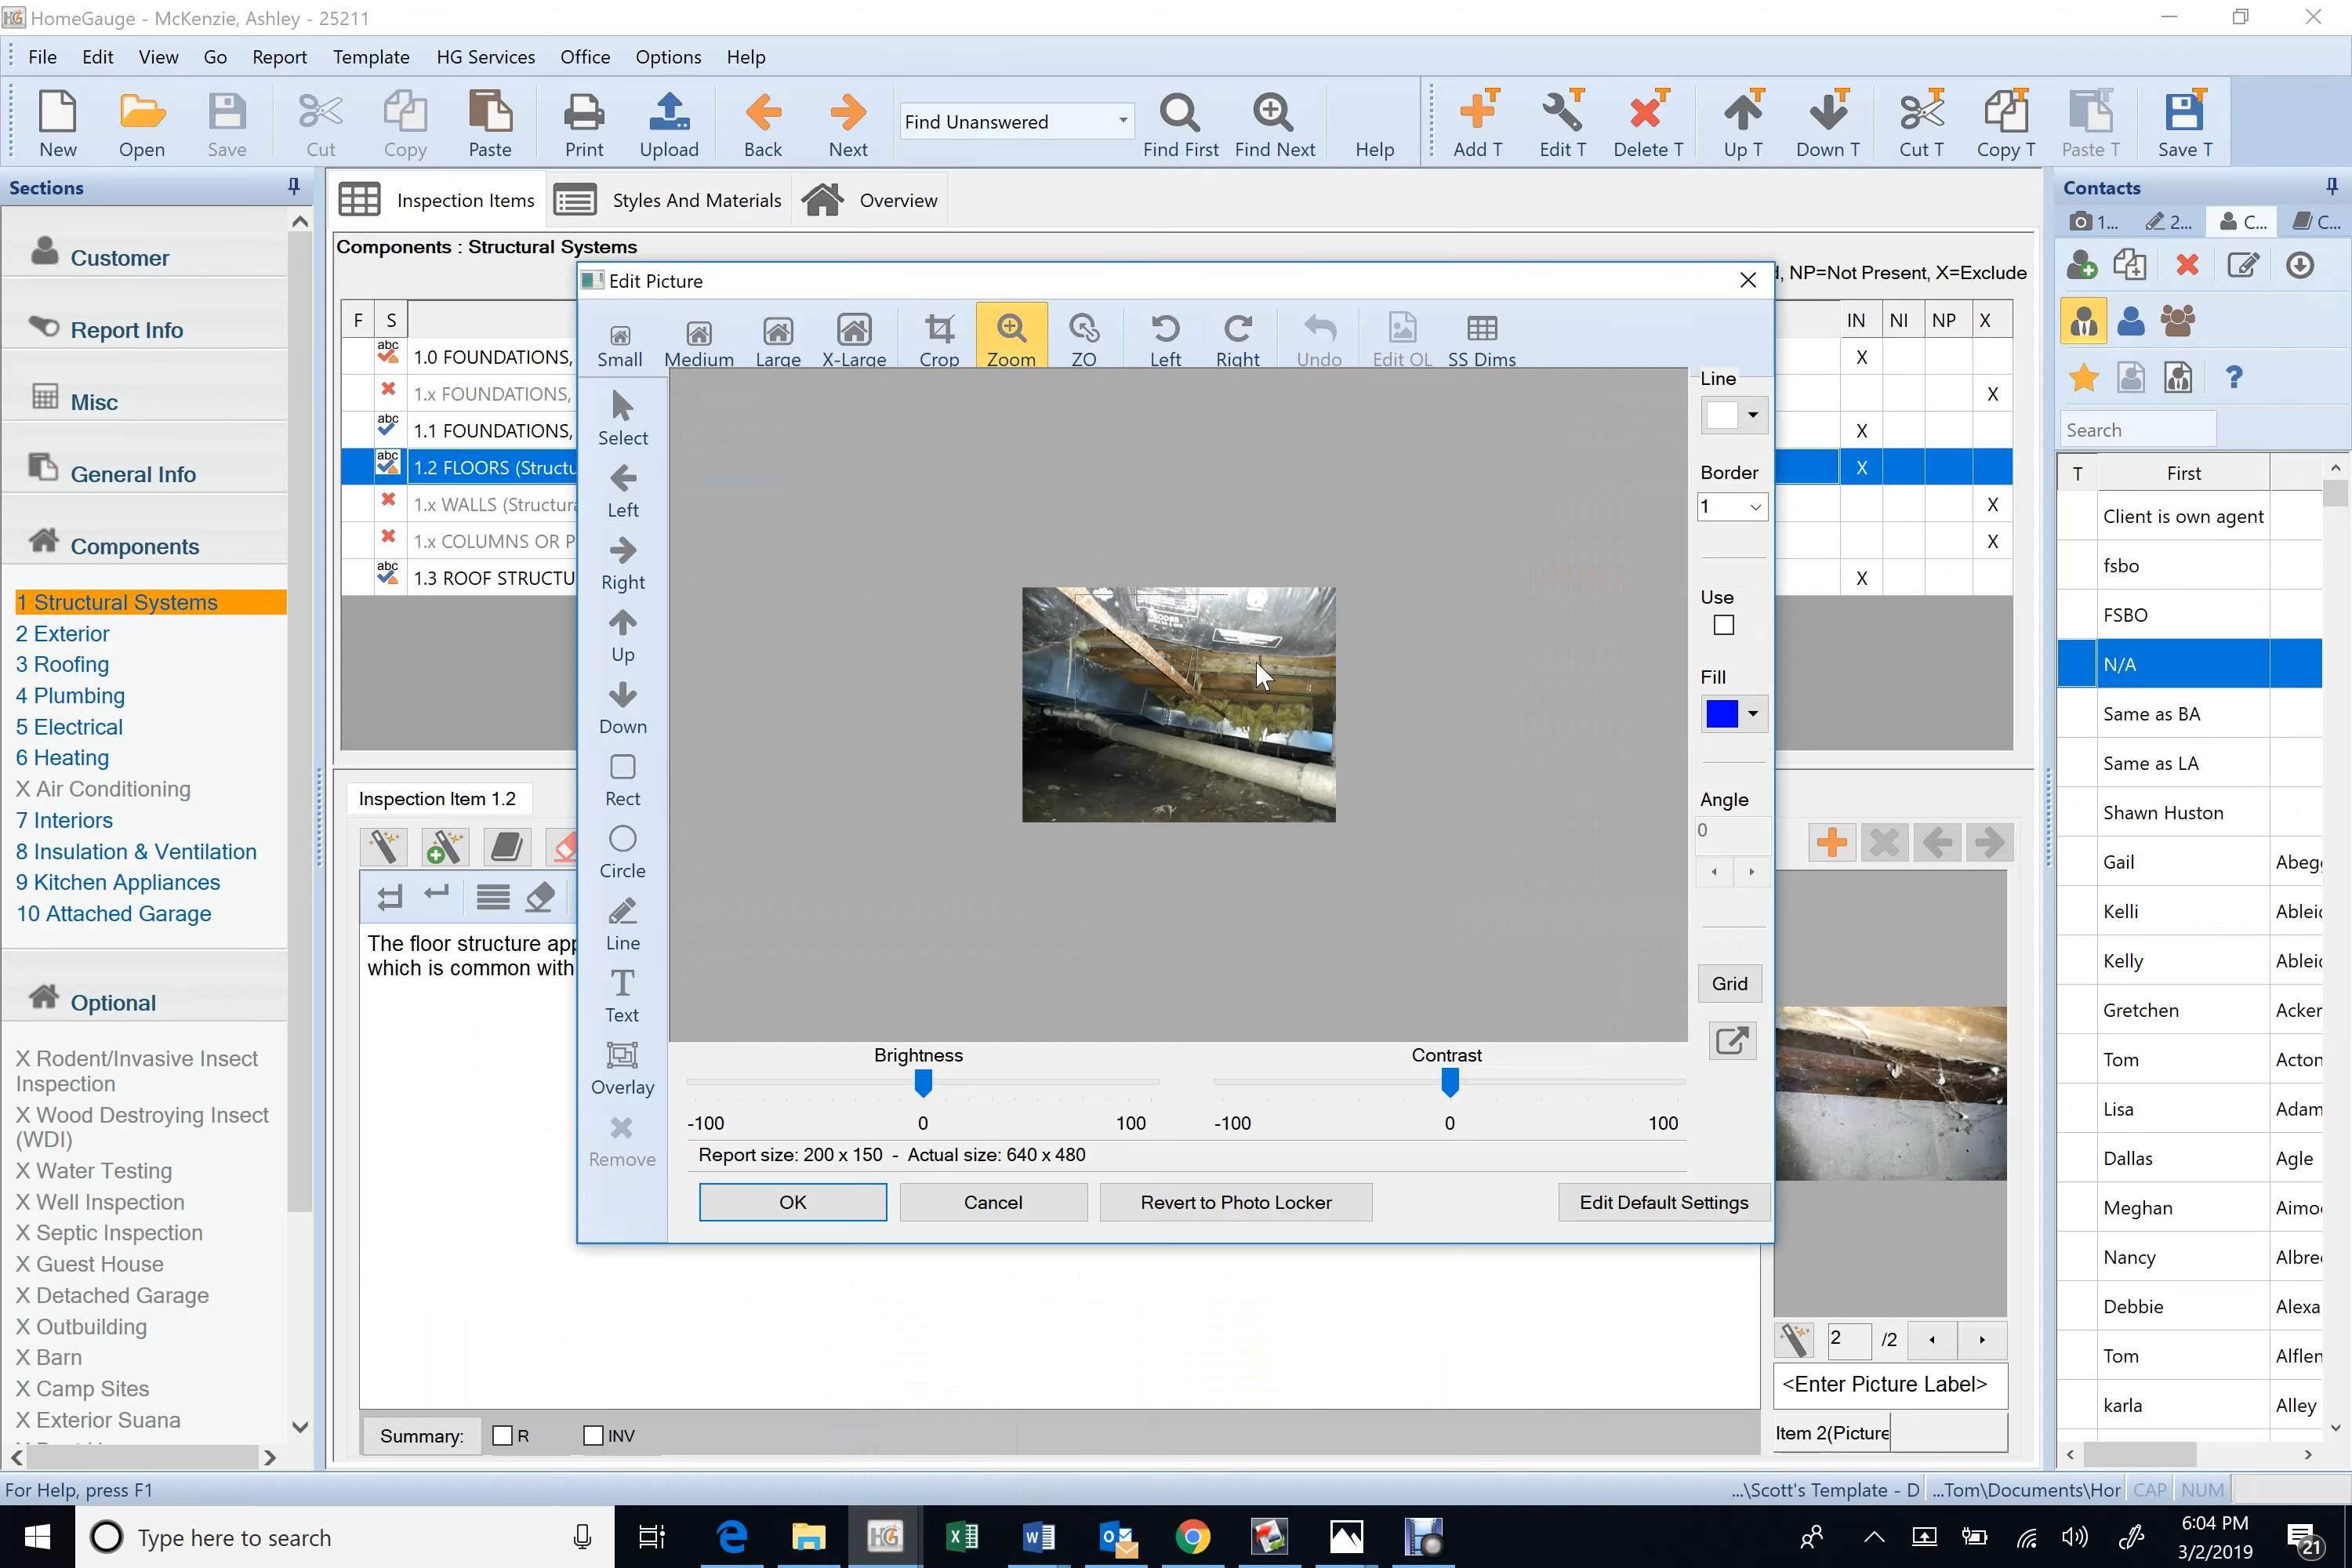 HomeGauge - McKenzie, Ashley - 25211
File Edit View Go Report Template HG Services Office Options Help
New Open Save Cut Copy Paste Print Upload Back Next Find Unanswered Find First Find Next Help Add T Edit T Delete T Up T Down T Cut T Copy T Paste T Save T
Sections
Customer
Report Info
Misc
General Info
Components
1 Structural Systems
2 Exterior
3 Roofing
4 Plumbing
5 Electrical
6 Heating
X Air Conditioning
7 Interiors
8 Insulation & Ventilation
9 Kitchen Appliances
10 Attached Garage
Optional
X Rodent/Invasive Insect
Inspection
X Wood Destroying Insect
(WDI)
X Water Testing
X Well Inspection
X Septic Inspection
X Guest House
X Detached Garage
X Outbuilding
X Barn
X Camp Sites
X Exterior Suana
Inspection Items Styles And Materials Overview
Components : Structural Systems
, NP=Not Present, X=Exclude
F S IN NI NP X
abc 1.0 FOUNDATIONS, X
1.x FOUNDATIONS, X
abc 1.1 FOUNDATIONS, X
abc 1.2 FLOORS (Structu X
1.x WALLS (Structura X
1.x COLUMNS OR P X
abc 1.3 ROOF STRUCTU X
Edit Picture
Small Medium Large X-Large Crop Zoom ZO Left Right Undo Edit OL SS Dims
Select
Left
Right
Up
Down
Rect
Circle
Line
Text
Overlay
Remove
Line
Border
1
Use
Fill
Angle
0
Grid
Brightness Contrast
-100 0 100 -100 0 100
Report size: 200 x 150 - Actual size: 640 x 480
OK Cancel Revert to Photo Locker Edit Default Settings
Inspection Item 1.2
The floor structure app
which is common with
Summary: R INV
2 /2
<Enter Picture Label>
Item 2(Picture
Contacts
1... 2... C... C...
Search
T First
Client is own agent
fsbo
FSBO
N/A
Same as BA
Same as LA
Shawn Huston
Gail Abeg
Kelli Ableid
Kelly Ableid
Gretchen Acker
Tom Acton
Lisa Adam
Dallas Agle
Meghan Aimo
Nancy Albre
Debbie Alexa
Tom Alflen
karla Alley
For Help, press F1 ...\Scott's Template - D ...Tom\Documents\Hor CAP NUM
Type here to search
6:04 PM
3/2/2019
21